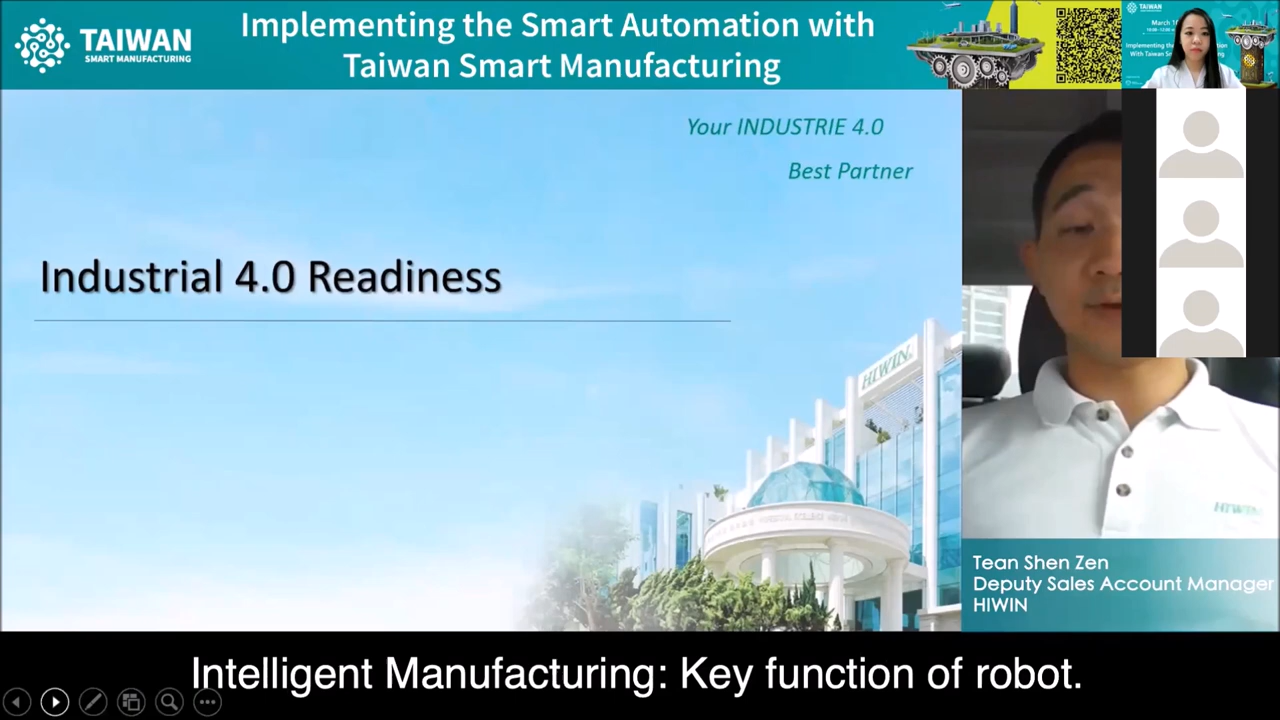 TAIWAN
SMART MANUFACTURING
Implementing the Smart Automation with
Taiwan Smart Manufacturing
TAIWAN
March 1
Your INDUSTRIE 4.0
Best Partner
Industrial 4.0 Readiness
HIWIN
HIWIN
Tean Shen Zen
Deputy Sales Account Manager
HIWIN
Intelligent Manufacturing: Key function of robot.